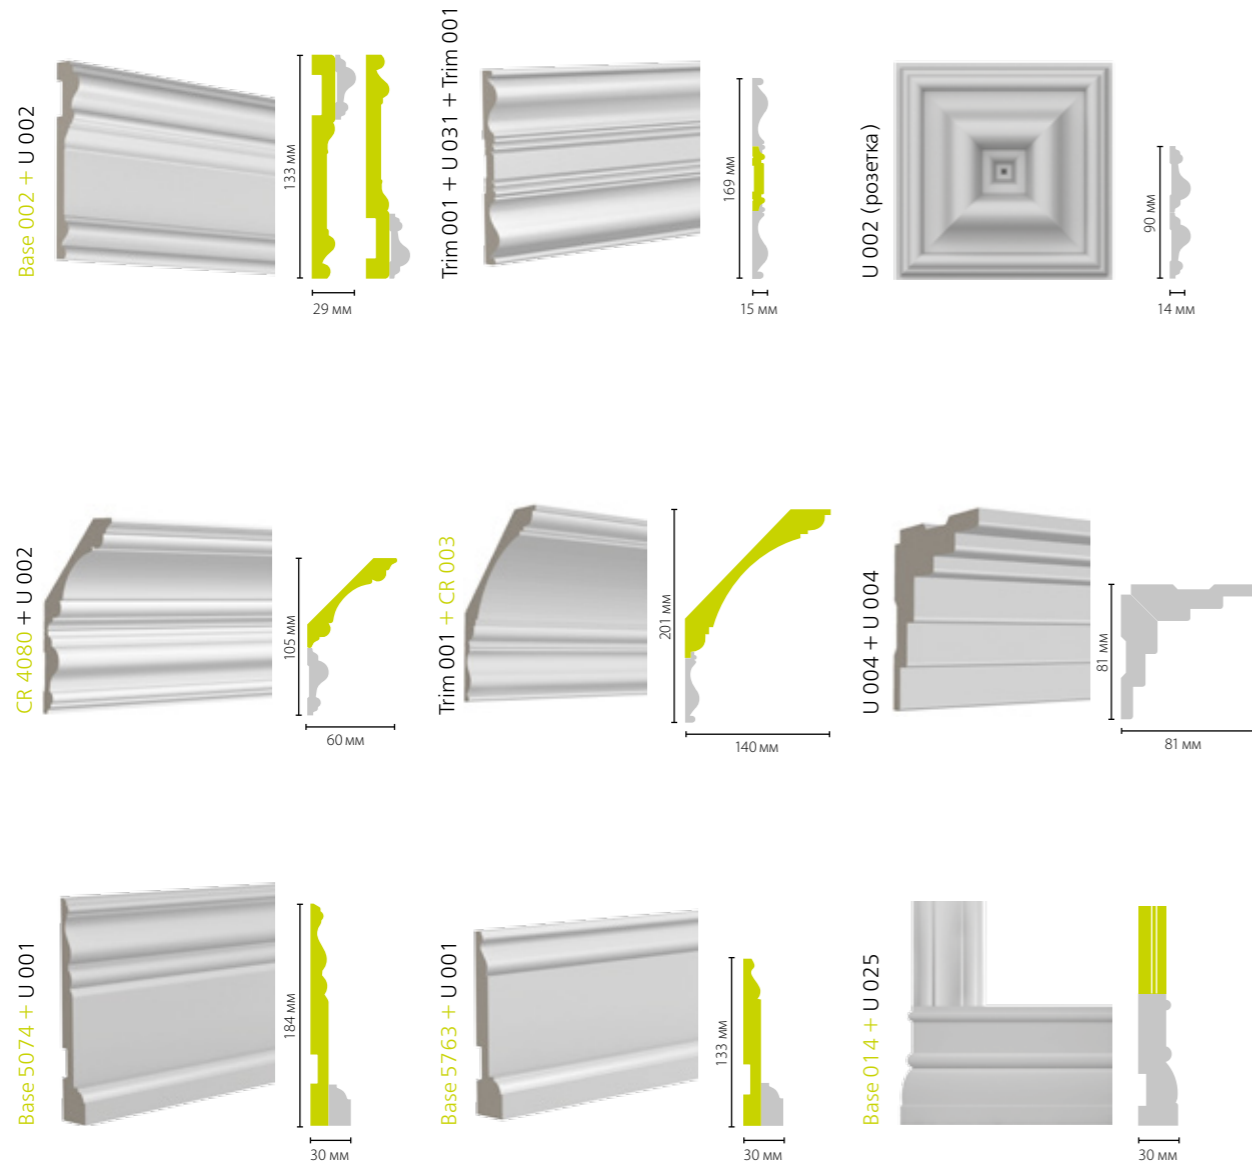 Base 002 + U 002
133 мм
29 мм
Trim 001 + U 031 + Trim 001
169 мм
15 мм
U 002 (розетка)
90 мм
14 мм
CR 4080 + U 002
105 мм
60 мм
Trim 001 + CR 003
201 мм
140 мм
U 004 + U 004
81 мм
81 мм
Base 5074 + U 001
184 мм
30 мм
Base 5763 + U 001
133 мм
30 мм
Base 014 + U 025
30 мм